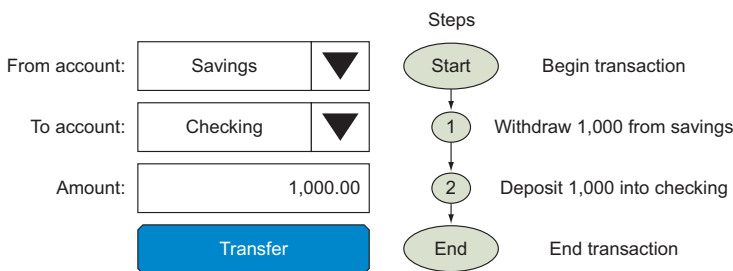 Steps
From account: Savings Start Begin transaction
To account: Checking 1 Withdraw 1,000 from savings
Amount: 1,000.00 2 Deposit 1,000 into checking
Transfer End End transaction